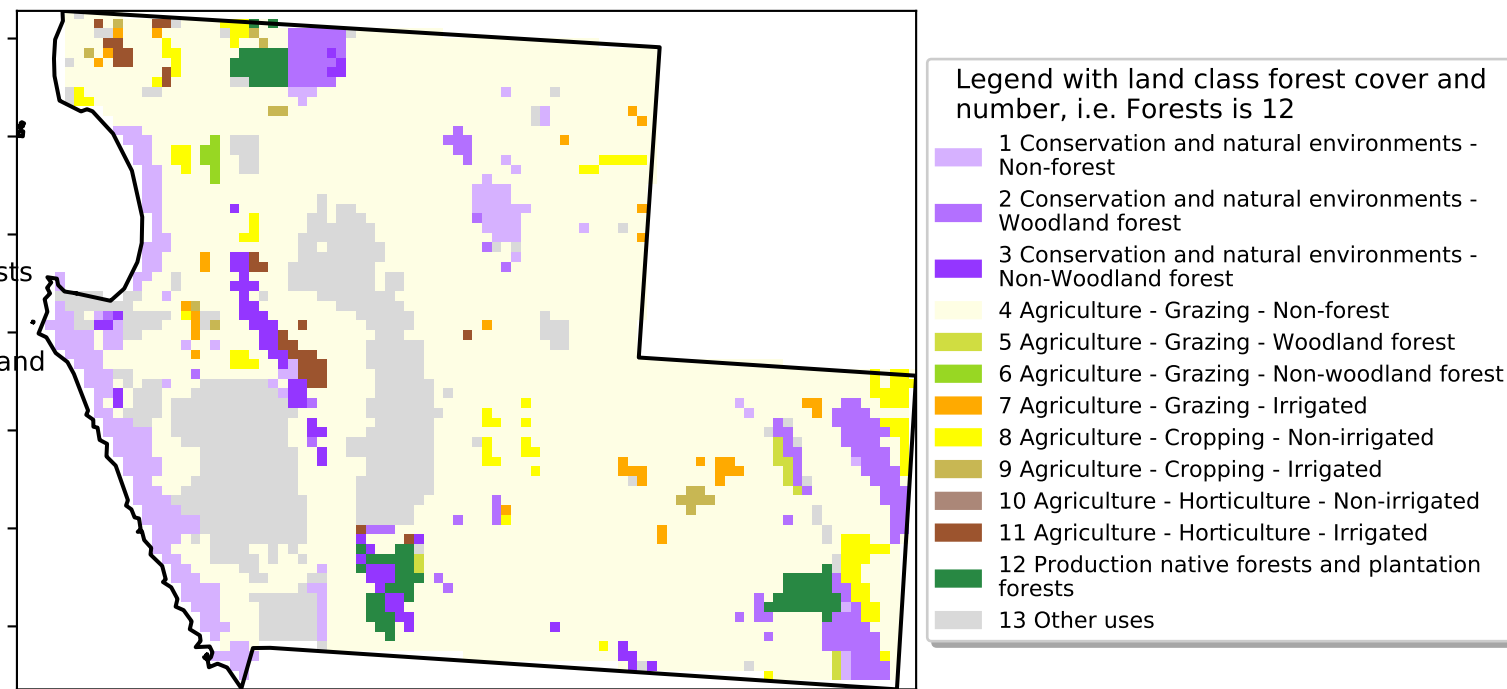 Legend with land class forest cover and
number, i.e. Forests is 12
1 Conservation and natural environments -
Non-forest
2 Conservation and natural environments -
Woodland forest
3 Conservation and natural environments -
Non-Woodland forest
4 Agriculture - Grazing - Non-forest
5 Agriculture - Grazing - Woodland forest
6 Agriculture - Grazing - Non-woodland forest
7 Agriculture - Grazing - Irrigated
8 Agriculture - Cropping - Non-irrigated
9 Agriculture - Cropping - Irrigated
10 Agriculture - Horticulture - Non-irrigated
11 Agriculture - Horticulture - Irrigated
12 Production native forests and plantation
forests
13 Other uses